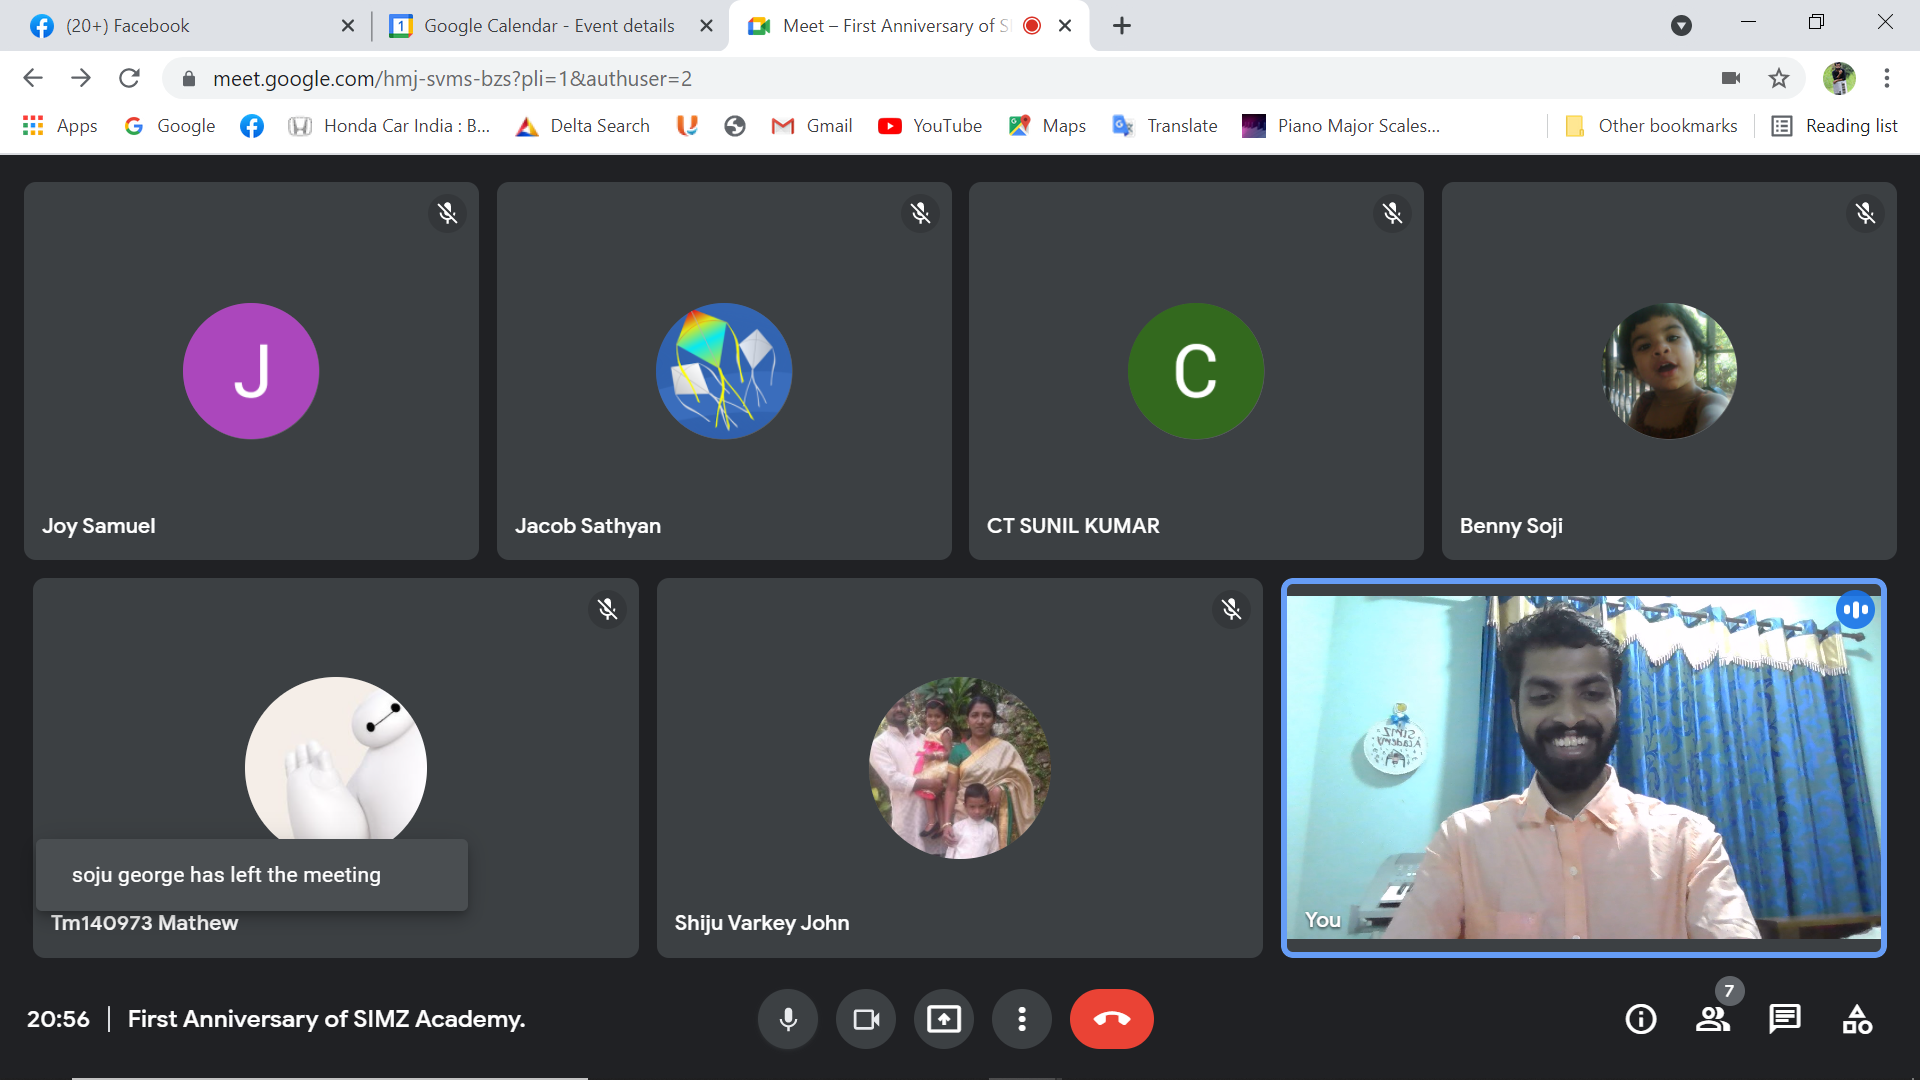 (20+) Facebook
Google Calendar - Event details
Meet – First Anniversary of S
meet.google.com/hmj-svms-bzs?pli=1&authuser=2
Apps
Google
Honda Car India : B...
Delta Search
Gmail
YouTube
Maps
Translate
Piano Major Scales...
Other bookmarks
Reading list
J
C
Joy Samuel
Jacob Sathyan
CT SUNIL KUMAR
Benny Soji
SIMZ
Academy
soju george has left the meeting
Tm140973 Mathew
Shiju Varkey John
You
20:56
First Anniversary of SIMZ Academy.
7